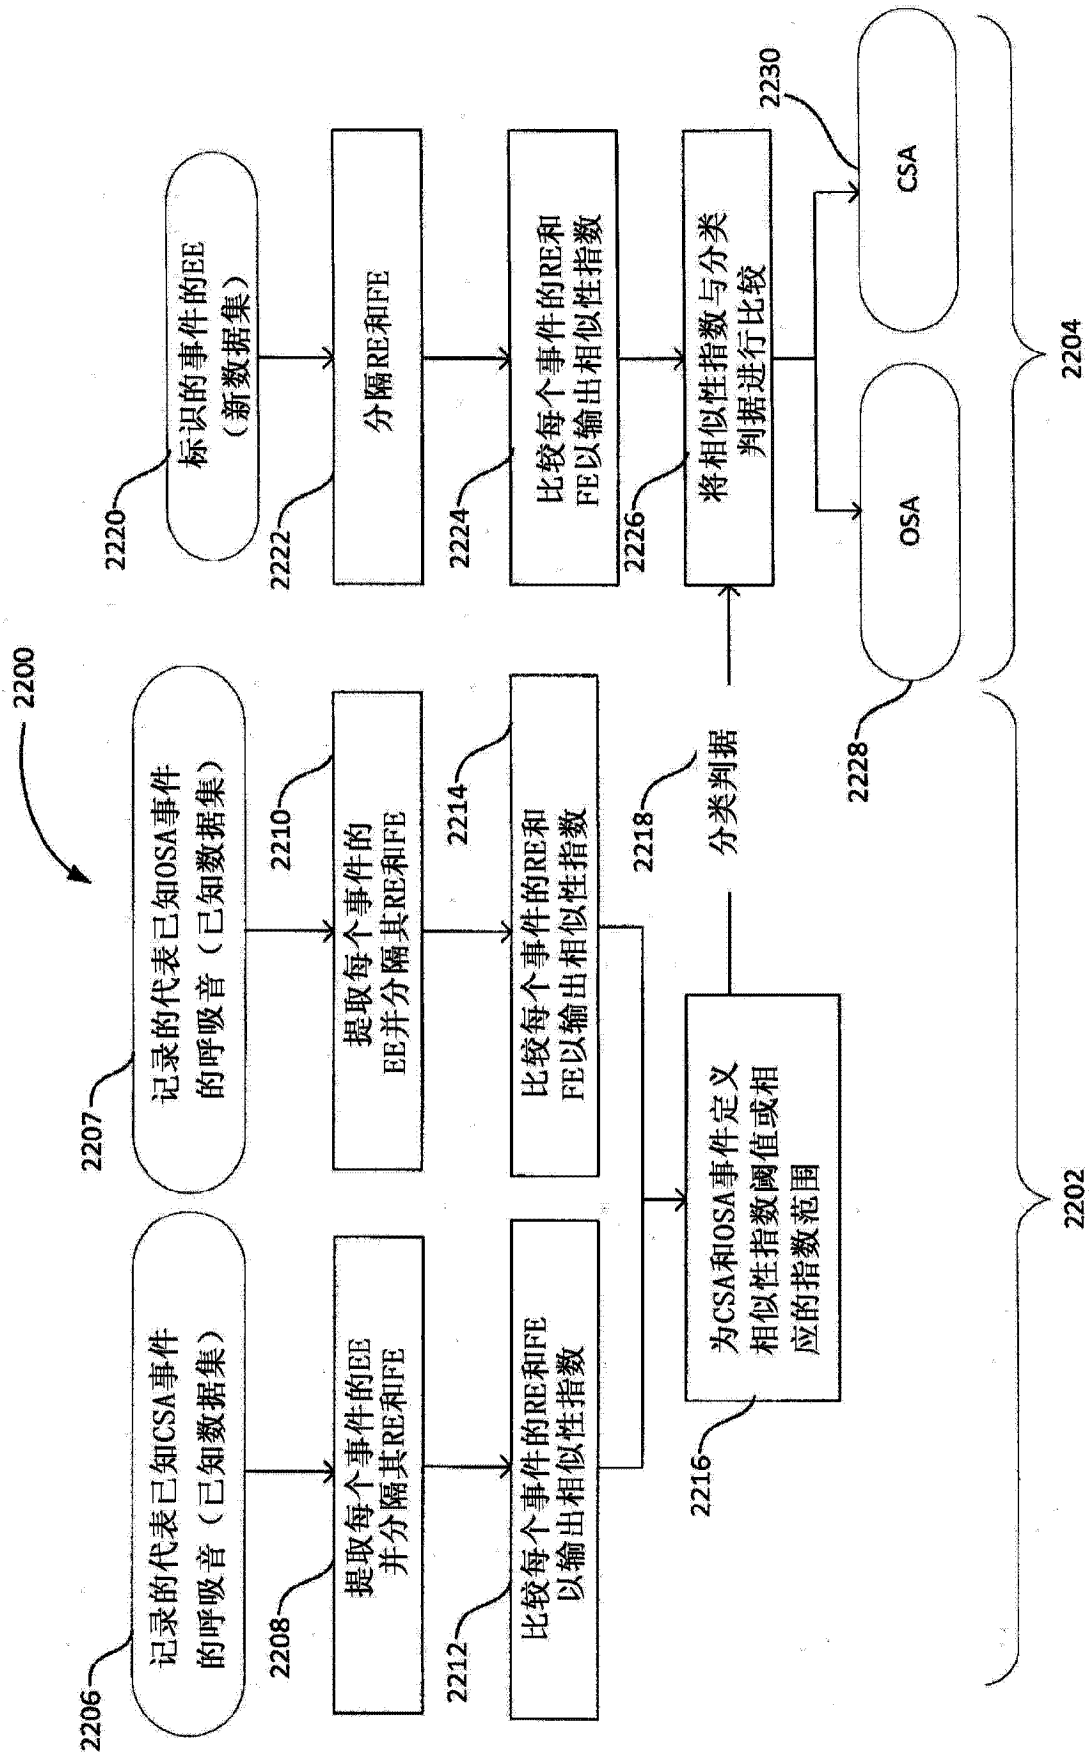 2200
2206
记录的代表已知CSA事件
的呼吸音（已知数据集）
2208
提取每个事件的EE
并分隔其RE和FE
2212
比较每个事件的RE和FE
以输出相似性指数
2207
记录的代表已知OSA事件
的呼吸音（已知数据集）
2210
提取每个事件的
EE并分隔其RE和FE
2214
比较每个事件的RE和
FE以输出相似性指数
2216
为CSA和OSA事件定义
相似性指数阈值或相
应的指数范围
2218
分类判据
2220
标识的事件的EE
（新数据集）
2222
分隔RE和FE
2224
比较每个事件的RE和
FE以输出相似性指数
2226
将相似性指数与分类
判据进行比较
2228
OSA
2230
CSA
2202
2204